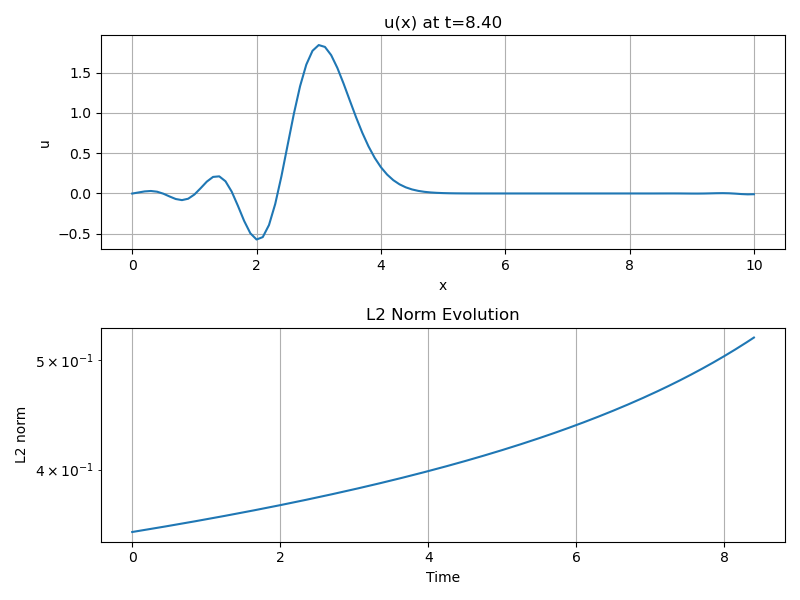 u(x) at t=8.40
u
1.5
1.0
0.5
0.0
−0.5
0 2 4 6 8 10
x
L2 Norm Evolution
L2 norm
5 × 10⁻¹
4 × 10⁻¹
0 2 4 6 8
Time